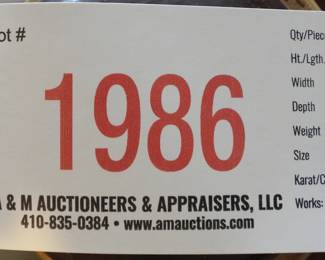 ot #
1986
A & M AUCTIONEERS & APPRAISERS, LLC
410-835-0384 • www.amauctions.com
Qty/Piec
Ht./Lgth.
Width
Depth
Weight
Size
Karat/C
Works: